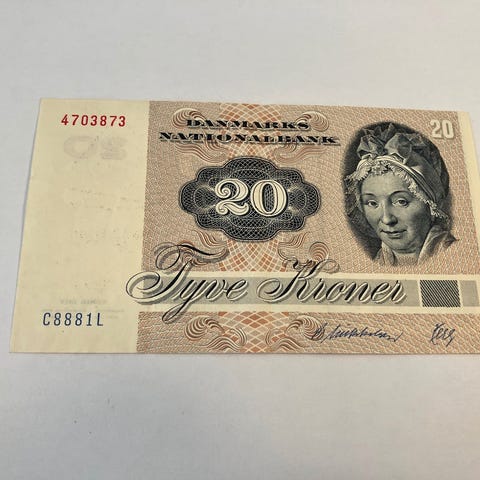 4703873
DANMARKS
NATIONALBANK
20
20
Tyve Kroner
C8881L